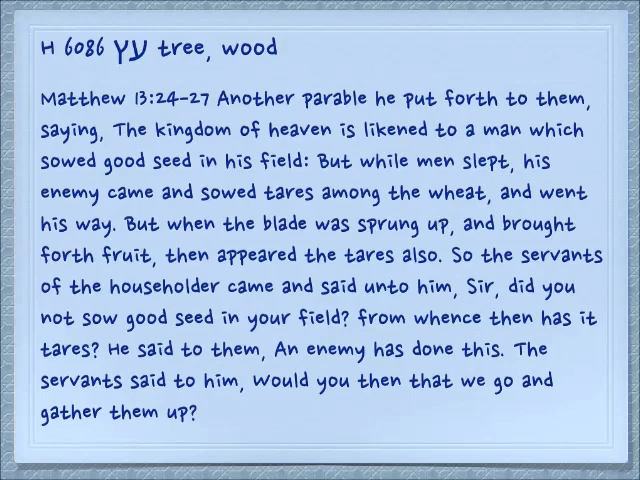 H 6086 עץ tree, wood
Matthew 13:24-27 Another parable he put forth to them,
saying, The kingdom of heaven is likened to a man which
sowed good seed in his field: But while men slept, his
enemy came and sowed tares among the wheat, and went
his way. But when the blade was sprung up, and brought
forth fruit, then appeared the tares also. So the servants
of the householder came and said unto him, Sir, did you
not sow good seed in your field? from whence then has it
tares? He said to them, An enemy has done this. The
servants said to him, Would you then that we go and
gather them up?